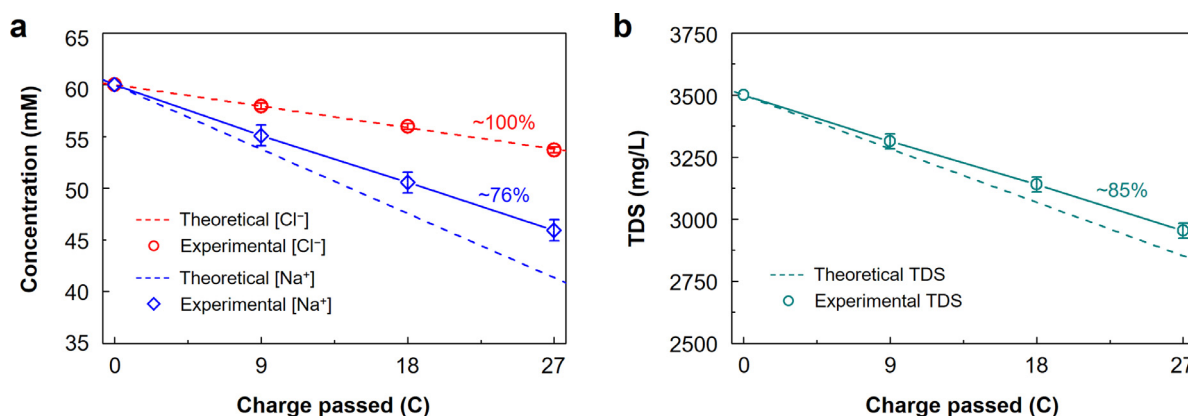 a
65
60
55
50
45
40
35
Concentration (mM)
~100%
~76%
Theoretical [Cl⁻]
Experimental [Cl⁻]
Theoretical [Na⁺]
Experimental [Na⁺]
0 9 18 27
Charge passed (C)
b
3750
3500
3250
3000
2750
2500
TDS (mg/L)
~85%
Theoretical TDS
Experimental TDS
0 9 18 27
Charge passed (C)